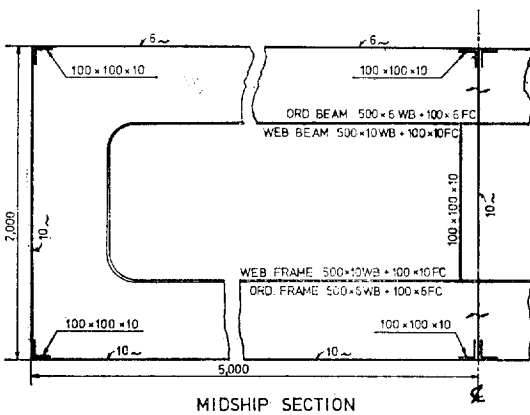 6~
6~
100×100×10
100×100×10
ORD BEAM 500×6 WB + 100×6 FC
WEB BEAM 500×10 WB + 100×10 FC
2,000
10~
100×100×10
10~
WEB FRAME 500×10 WB + 100×10 FC
ORD. FRAME 500×6 WB + 100×6 FC
100×100×10
100×100×10
10~
10~
5,000
℄
MIDSHIP SECTION